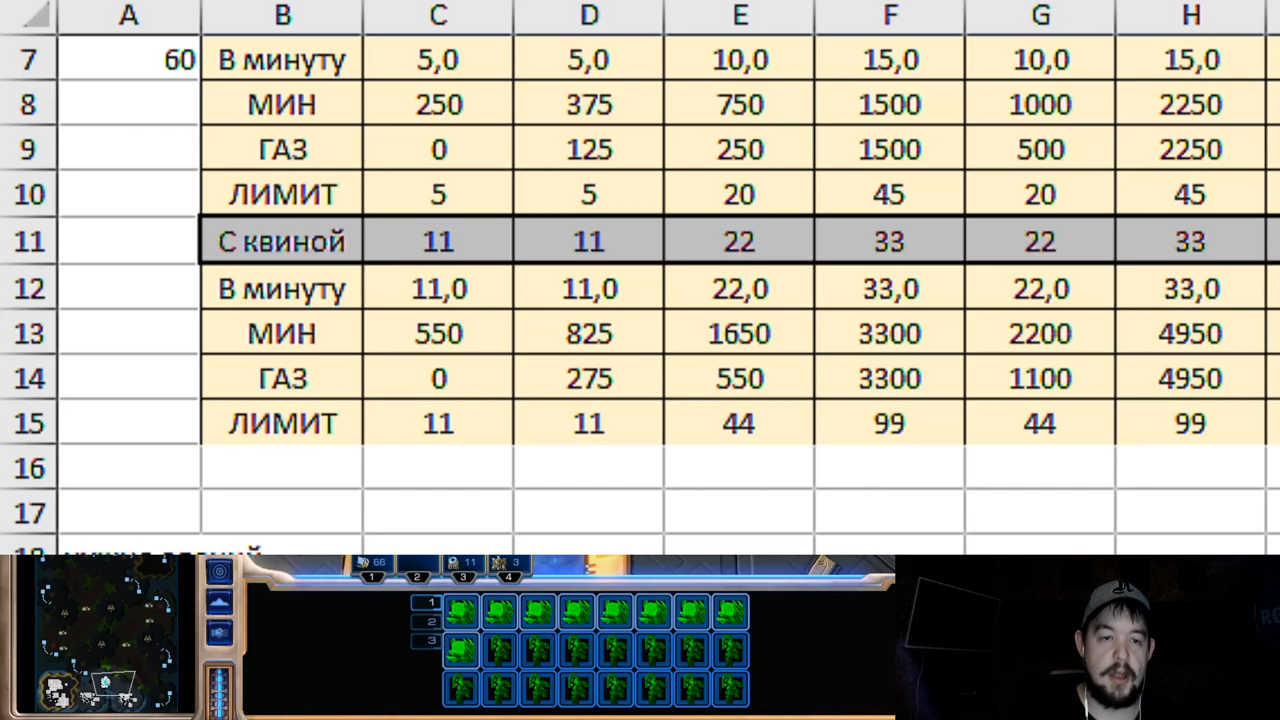 A B C D E F G H
7 60 В минуту 5,0 5,0 10,0 15,0 10,0 15,0
8 МИН 250 375 750 1500 1000 2250
9 ГАЗ 0 125 250 1500 500 2250
10 ЛИМИТ 5 5 20 45 20 45
11 С квиной 11 11 22 33 22 33
12 В минуту 11,0 11,0 22,0 33,0 22,0 33,0
13 МИН 550 825 1650 3300 2200 4950
14 ГАЗ 0 275 550 3300 1100 4950
15 ЛИМИТ 11 11 44 99 44 99
16
17
66 11 3
1 2 3 4
1
2
3